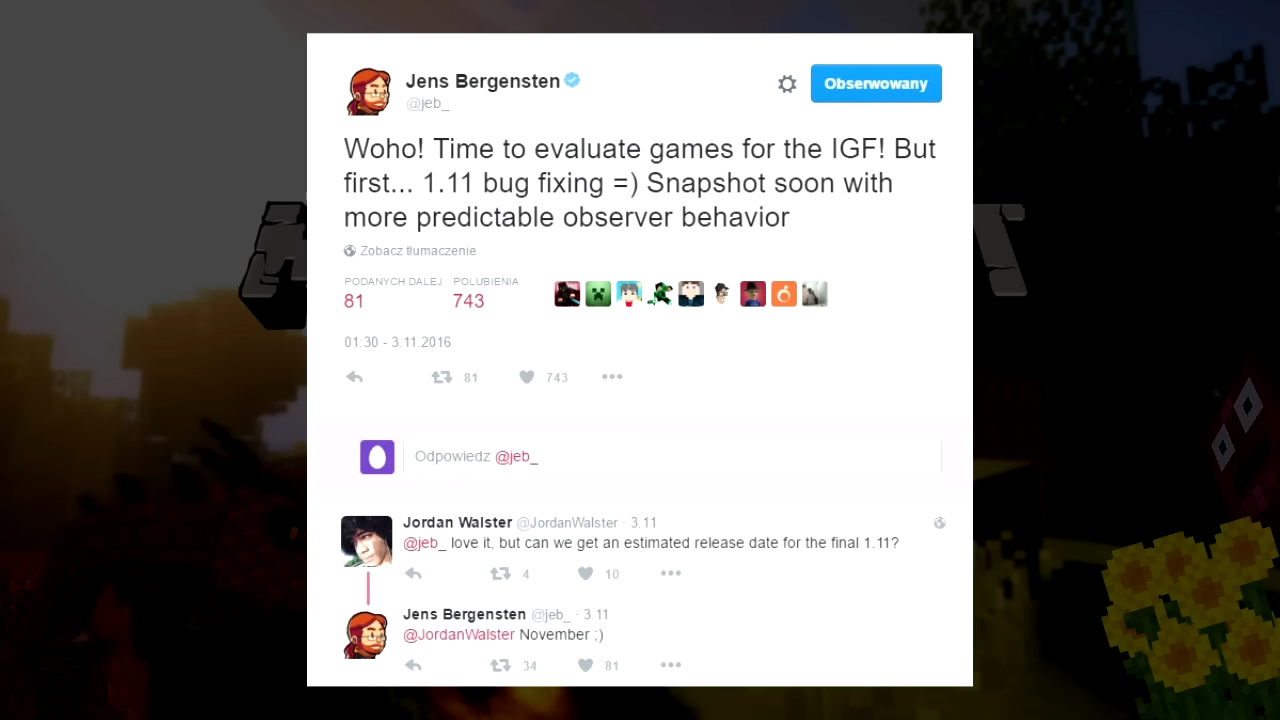 Jens Bergensten
@jeb_
Obserwowany
Woho! Time to evaluate games for the IGF! But
first... 1.11 bug fixing =) Snapshot soon with
more predictable observer behavior
Zobacz tłumaczenie
PODANYCH DALEJ POLUBIENIA
81 743
01:30 - 3.11.2016
81 743 •••
Odpowiedz @jeb_
Jordan Walster @JordanWalster · 3.11
@jeb_ love it, but can we get an estimated release date for the final 1.11?
4 10 •••
Jens Bergensten @jeb_ · 3.11
@JordanWalster November ;)
34 81 •••